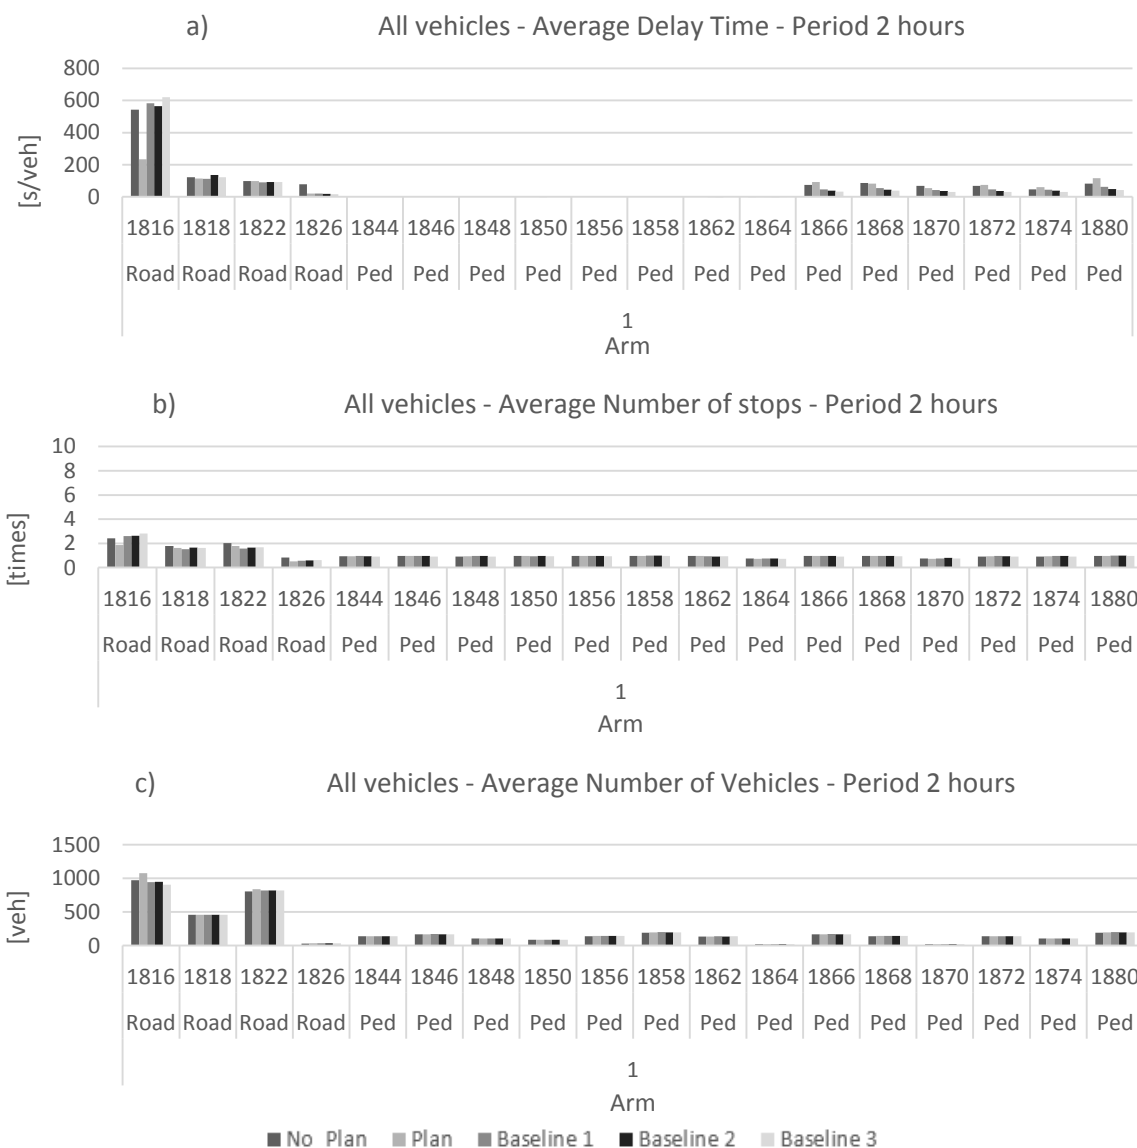 a) All vehicles - Average Delay Time - Period 2 hours
800
600
400
200
0
[s/veh]
1816 1818 1822 1826 1844 1846 1848 1850 1856 1858 1862 1864 1866 1868 1870 1872 1874 1880
Road Road Road Road Ped Ped Ped Ped Ped Ped Ped Ped Ped Ped Ped Ped Ped Ped
1
Arm
b) All vehicles - Average Number of stops - Period 2 hours
10
8
6
4
2
0
[times]
1816 1818 1822 1826 1844 1846 1848 1850 1856 1858 1862 1864 1866 1868 1870 1872 1874 1880
Road Road Road Road Ped Ped Ped Ped Ped Ped Ped Ped Ped Ped Ped Ped Ped Ped
1
Arm
c) All vehicles - Average Number of Vehicles - Period 2 hours
1500
1000
500
0
[veh]
1816 1818 1822 1826 1844 1846 1848 1850 1856 1858 1862 1864 1866 1868 1870 1872 1874 1880
Road Road Road Road Ped Ped Ped Ped Ped Ped Ped Ped Ped Ped Ped Ped Ped Ped
1
Arm
No Plan Plan Baseline 1 Baseline 2 Baseline 3